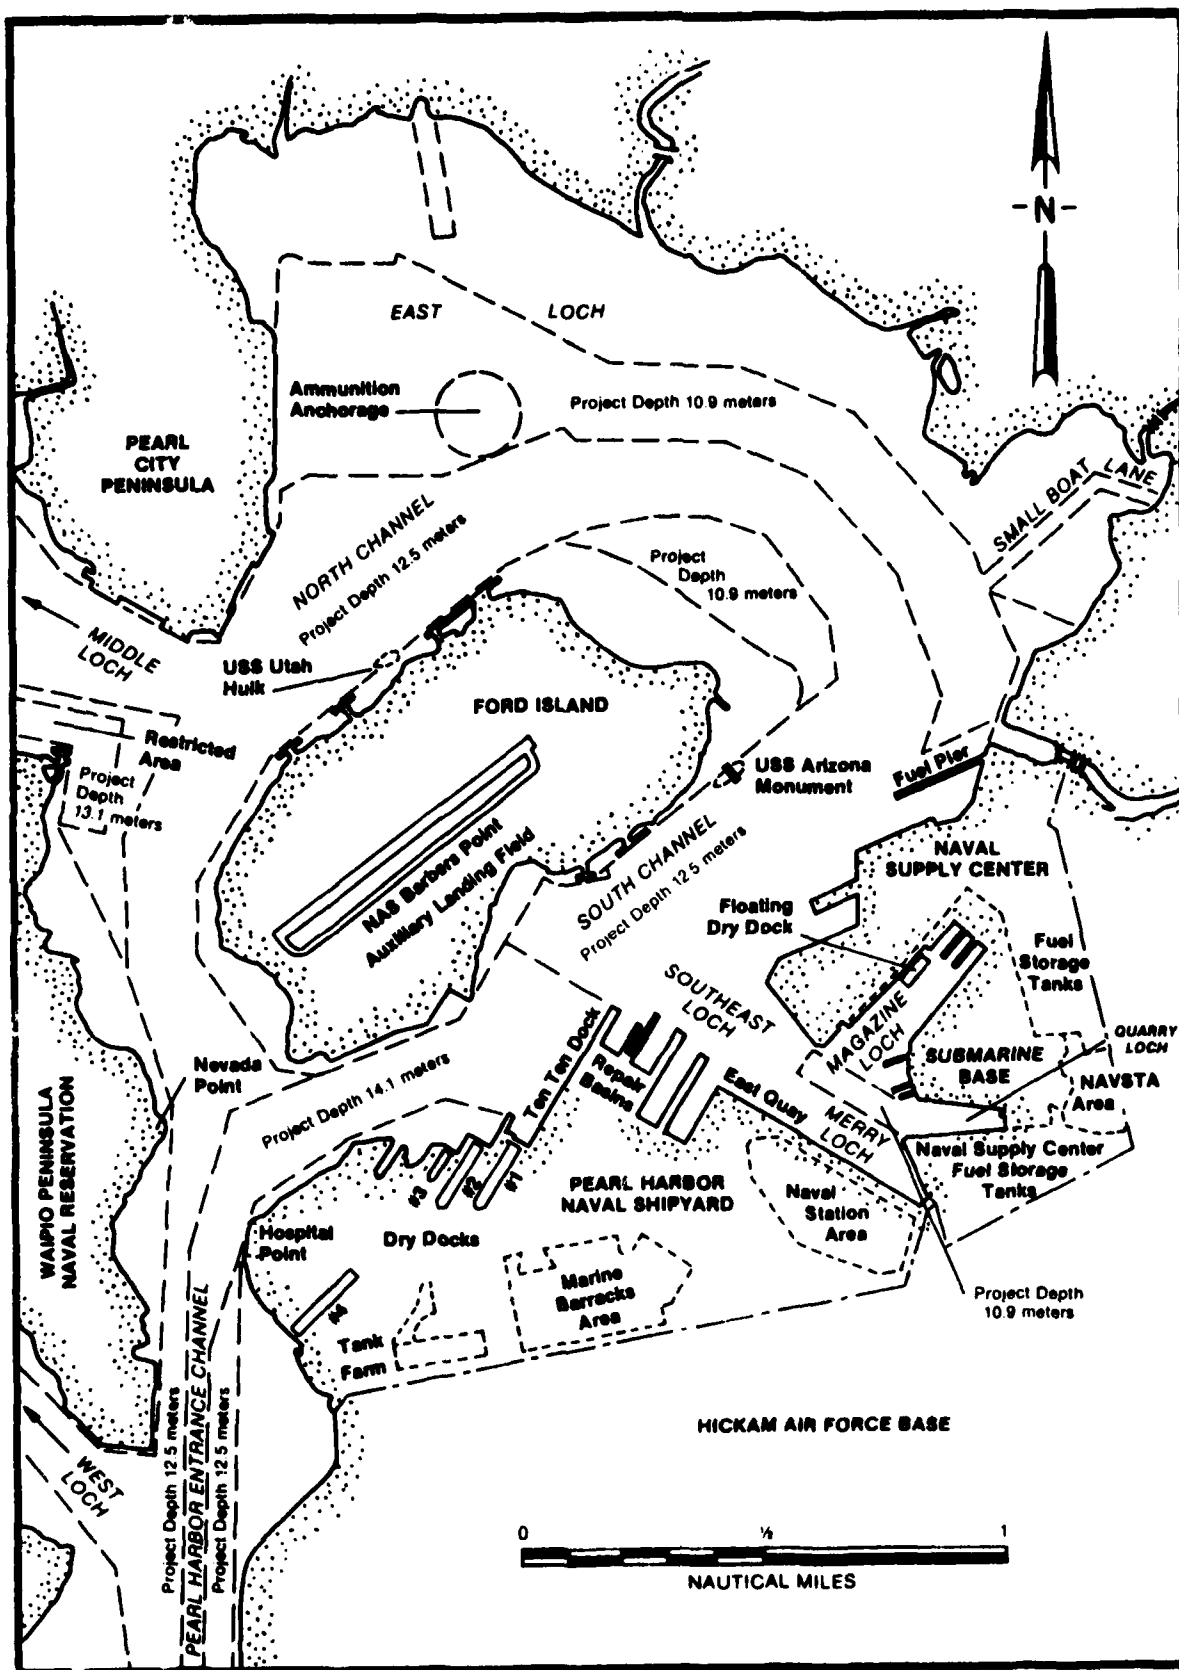 N
EAST LOCH
Ammunition
Anchorage
Project Depth 10.9 meters
PEARL
CITY
PENINSULA
SMALL BOAT LANE
NORTH CHANNEL
Project Depth 12.5 meters
Project
Depth
10.9 meters
MIDDLE
LOCH
USS Utah
Hulk
FORD ISLAND
Restricted
Area
Project
Depth
13.1 meters
USS Arizona
Monument
Fuel Pier
NAS Barbers Point
Auxiliary Landing Field
SOUTH CHANNEL
Project Depth 12.5 meters
NAVAL
SUPPLY CENTER
Floating
Dry Dock
Fuel
Storage
Tanks
SOUTHEAST
LOCH
MAGAZINE
LOCH
QUARRY
LOCH
SUBMARINE
BASE
NAVSTA
Area
Nevada
Point
Project Depth 14.1 meters
Ten Ten Dock
Repair
Basins
East Quay
MERRY
LOCH
Naval Supply Center
Fuel Storage
Tanks
WAIPIO PENINSULA
NAVAL RESERVATION
#3
#2
#1
PEARL HARBOR
NAVAL SHIPYARD
Naval
Station
Area
Hospital
Point
Dry Docks
#4
Marine
Barracks
Area
Project Depth
10.9 meters
Tank
Farm
HICKAM AIR FORCE BASE
WEST
LOCH
Project Depth 12.5 meters
PEARL HARBOR ENTRANCE CHANNEL
Project Depth 12.5 meters
0 ½ 1
NAUTICAL MILES